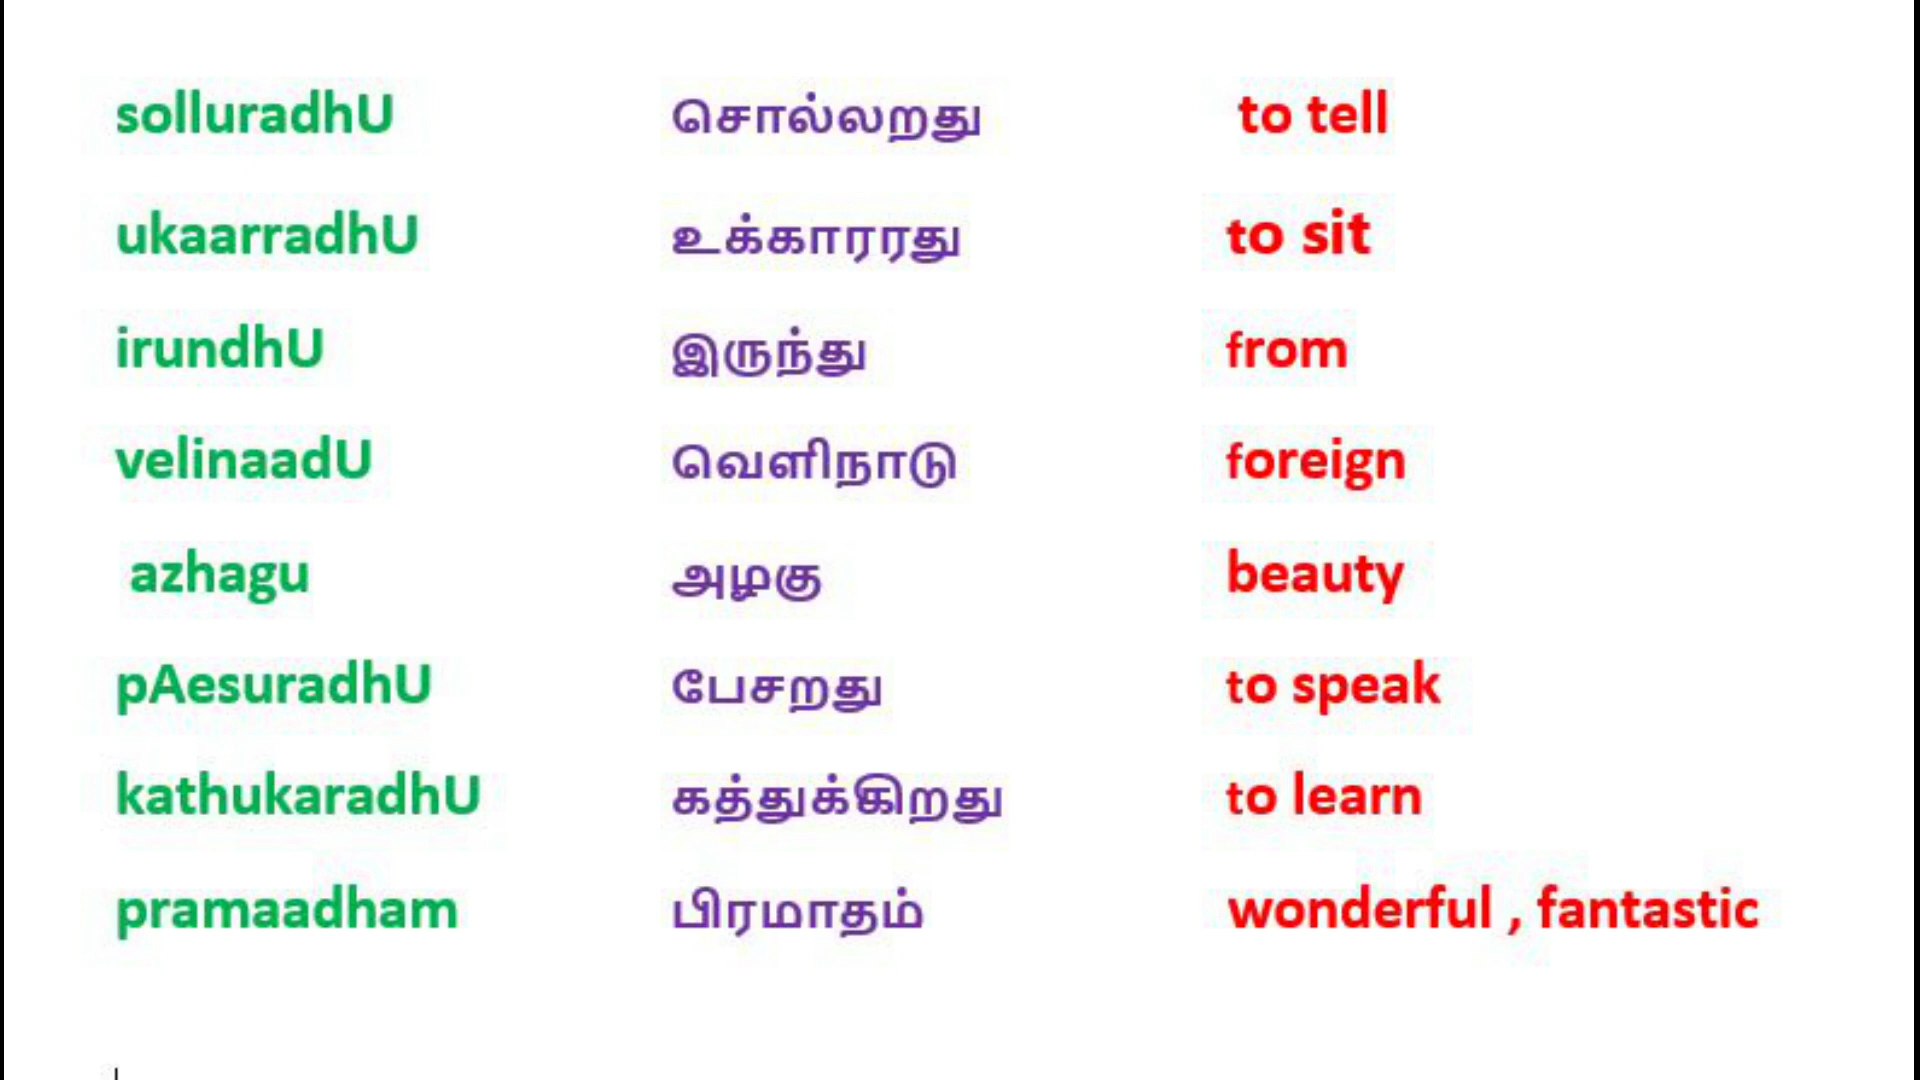 solluradhU சொல்லறது to tell
ukaarradhU உக்காரரது to sit
irundhU இருந்து from
velinaadU வெளிநாடு foreign
azhagu அழகு beauty
pAesuradhU பேசறது to speak
kathukaradhU கத்துக்கிறது to learn
pramaadham பிரமாதம் wonderful , fantastic